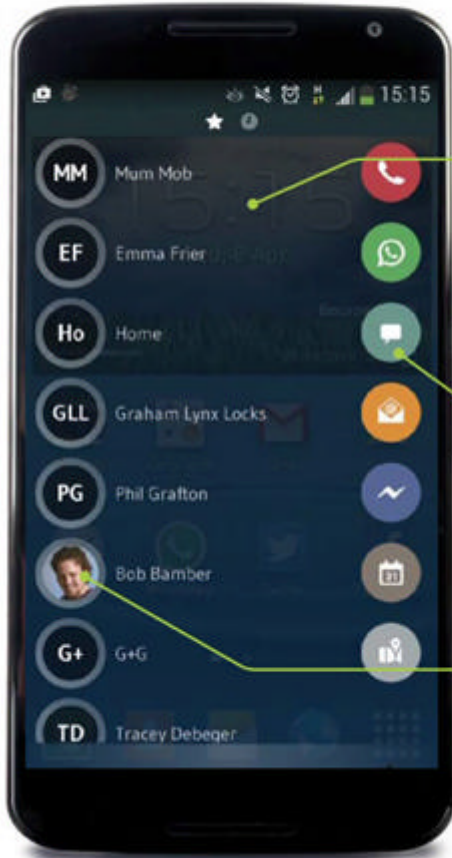 15:15
MM Mum Mob
EF Emma Frier
Ho Home
GLL Graham Lynx Locks
PG Phil Grafton
Bob Bamber
31
G+ G+G
TD Tracey Debeger